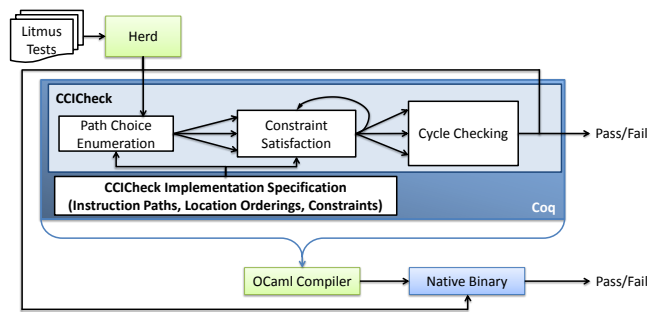 Litmus
Tests
Herd
CCICheck
Path Choice
Enumeration
Constraint
Satisfaction
Cycle Checking
Pass/Fail
CCICheck Implementation Specification
(Instruction Paths, Location Orderings, Constraints)
Coq
OCaml Compiler
Native Binary
Pass/Fail